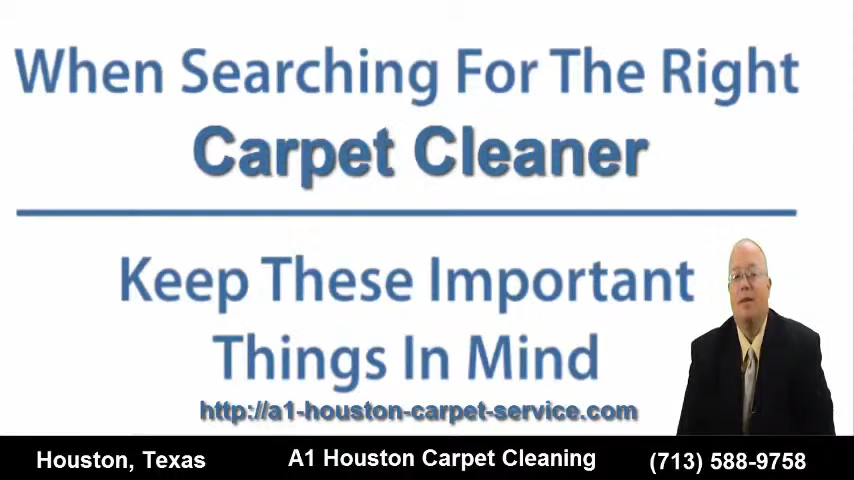 When Searching For The Right
Carpet Cleaner
Keep These Important
Things In Mind
http://a1-houston-carpet-service.com
Houston, Texas
A1 Houston Carpet Cleaning
(713) 588-9758